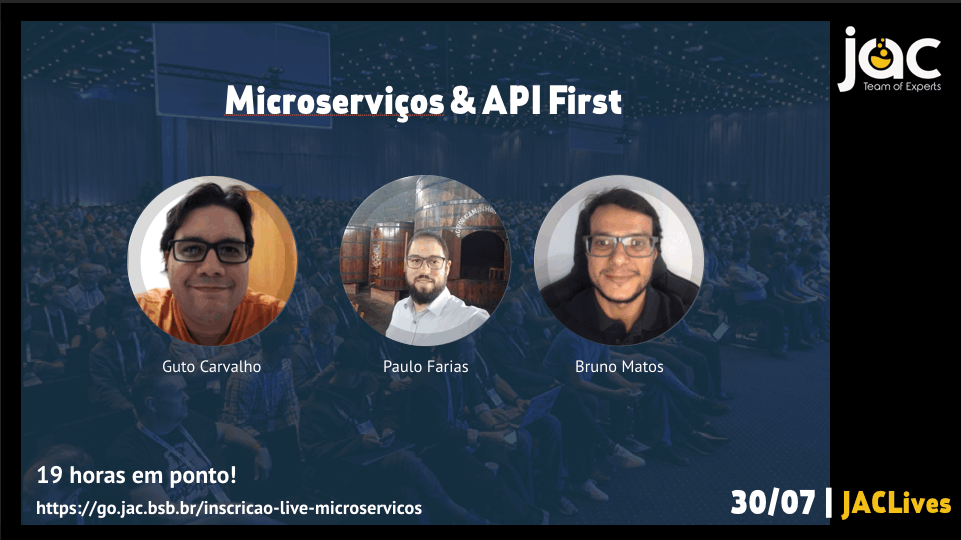 jac
Team of Experts
Microserviços & API First
Guto Carvalho
Paulo Farias
Bruno Matos
19 horas em ponto!
https://go.jac.bsb.br/inscricao-live-microservicos
30/07 | JACLives